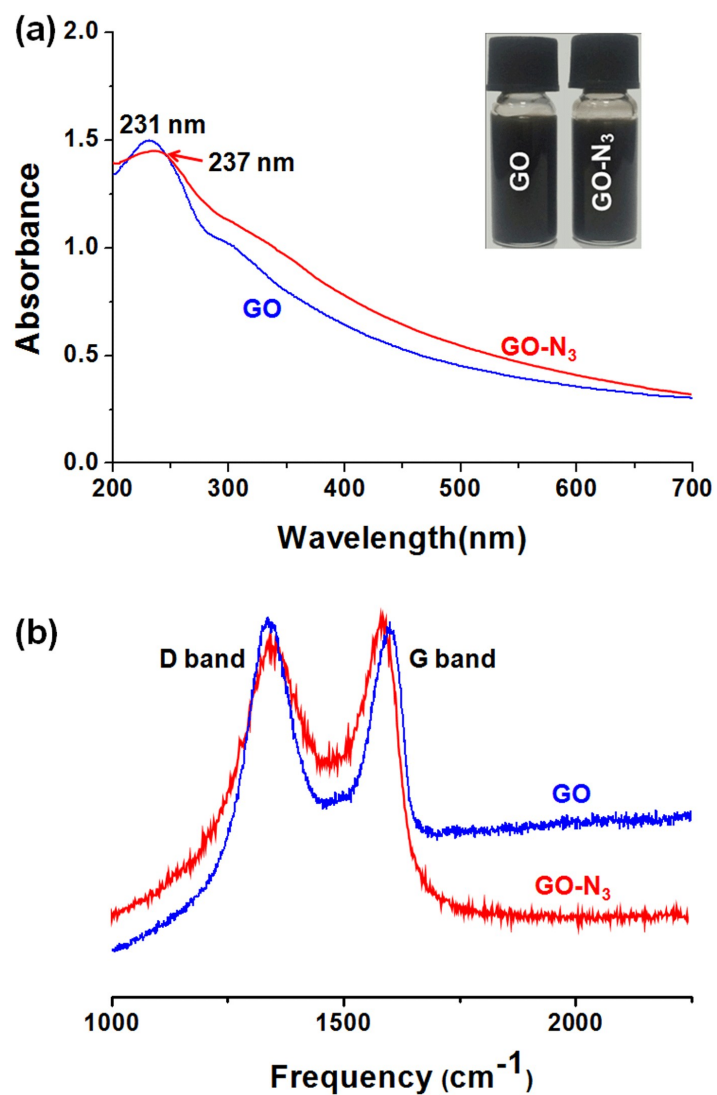 (a)
2.0
1.5
1.0
0.5
0.0
Absorbance
231 nm
237 nm
GO
GO-N₃
GO
GO-N₃
200 300 400 500 600 700
Wavelength(nm)
(b)
D band
G band
GO
GO-N₃
1000 1500 2000
Frequency (cm⁻¹)